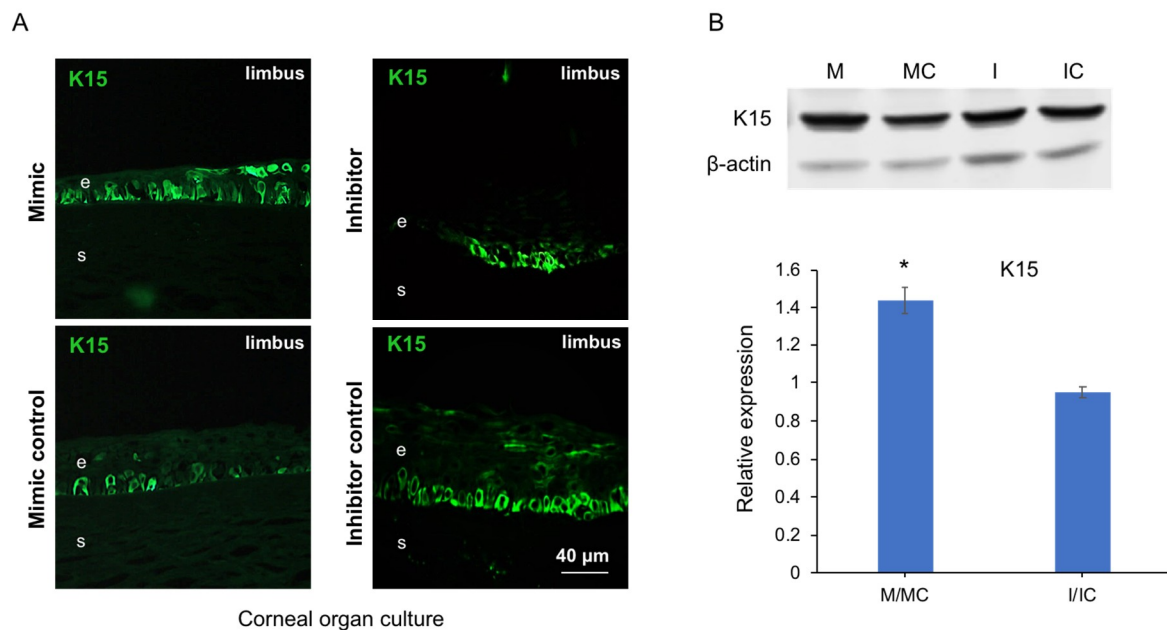 A
K15 limbus
Mimic
e
s
K15 limbus
Inhibitor
e
s
K15 limbus
Mimic control
e
s
K15 limbus
Inhibitor control
e
s
40 μm
Corneal organ culture
B
M MC I IC
K15
β-actin
K15
*
Relative expression
1.6
1.4
1.2
1
0.8
0.6
0.4
0.2
0
M/MC I/IC